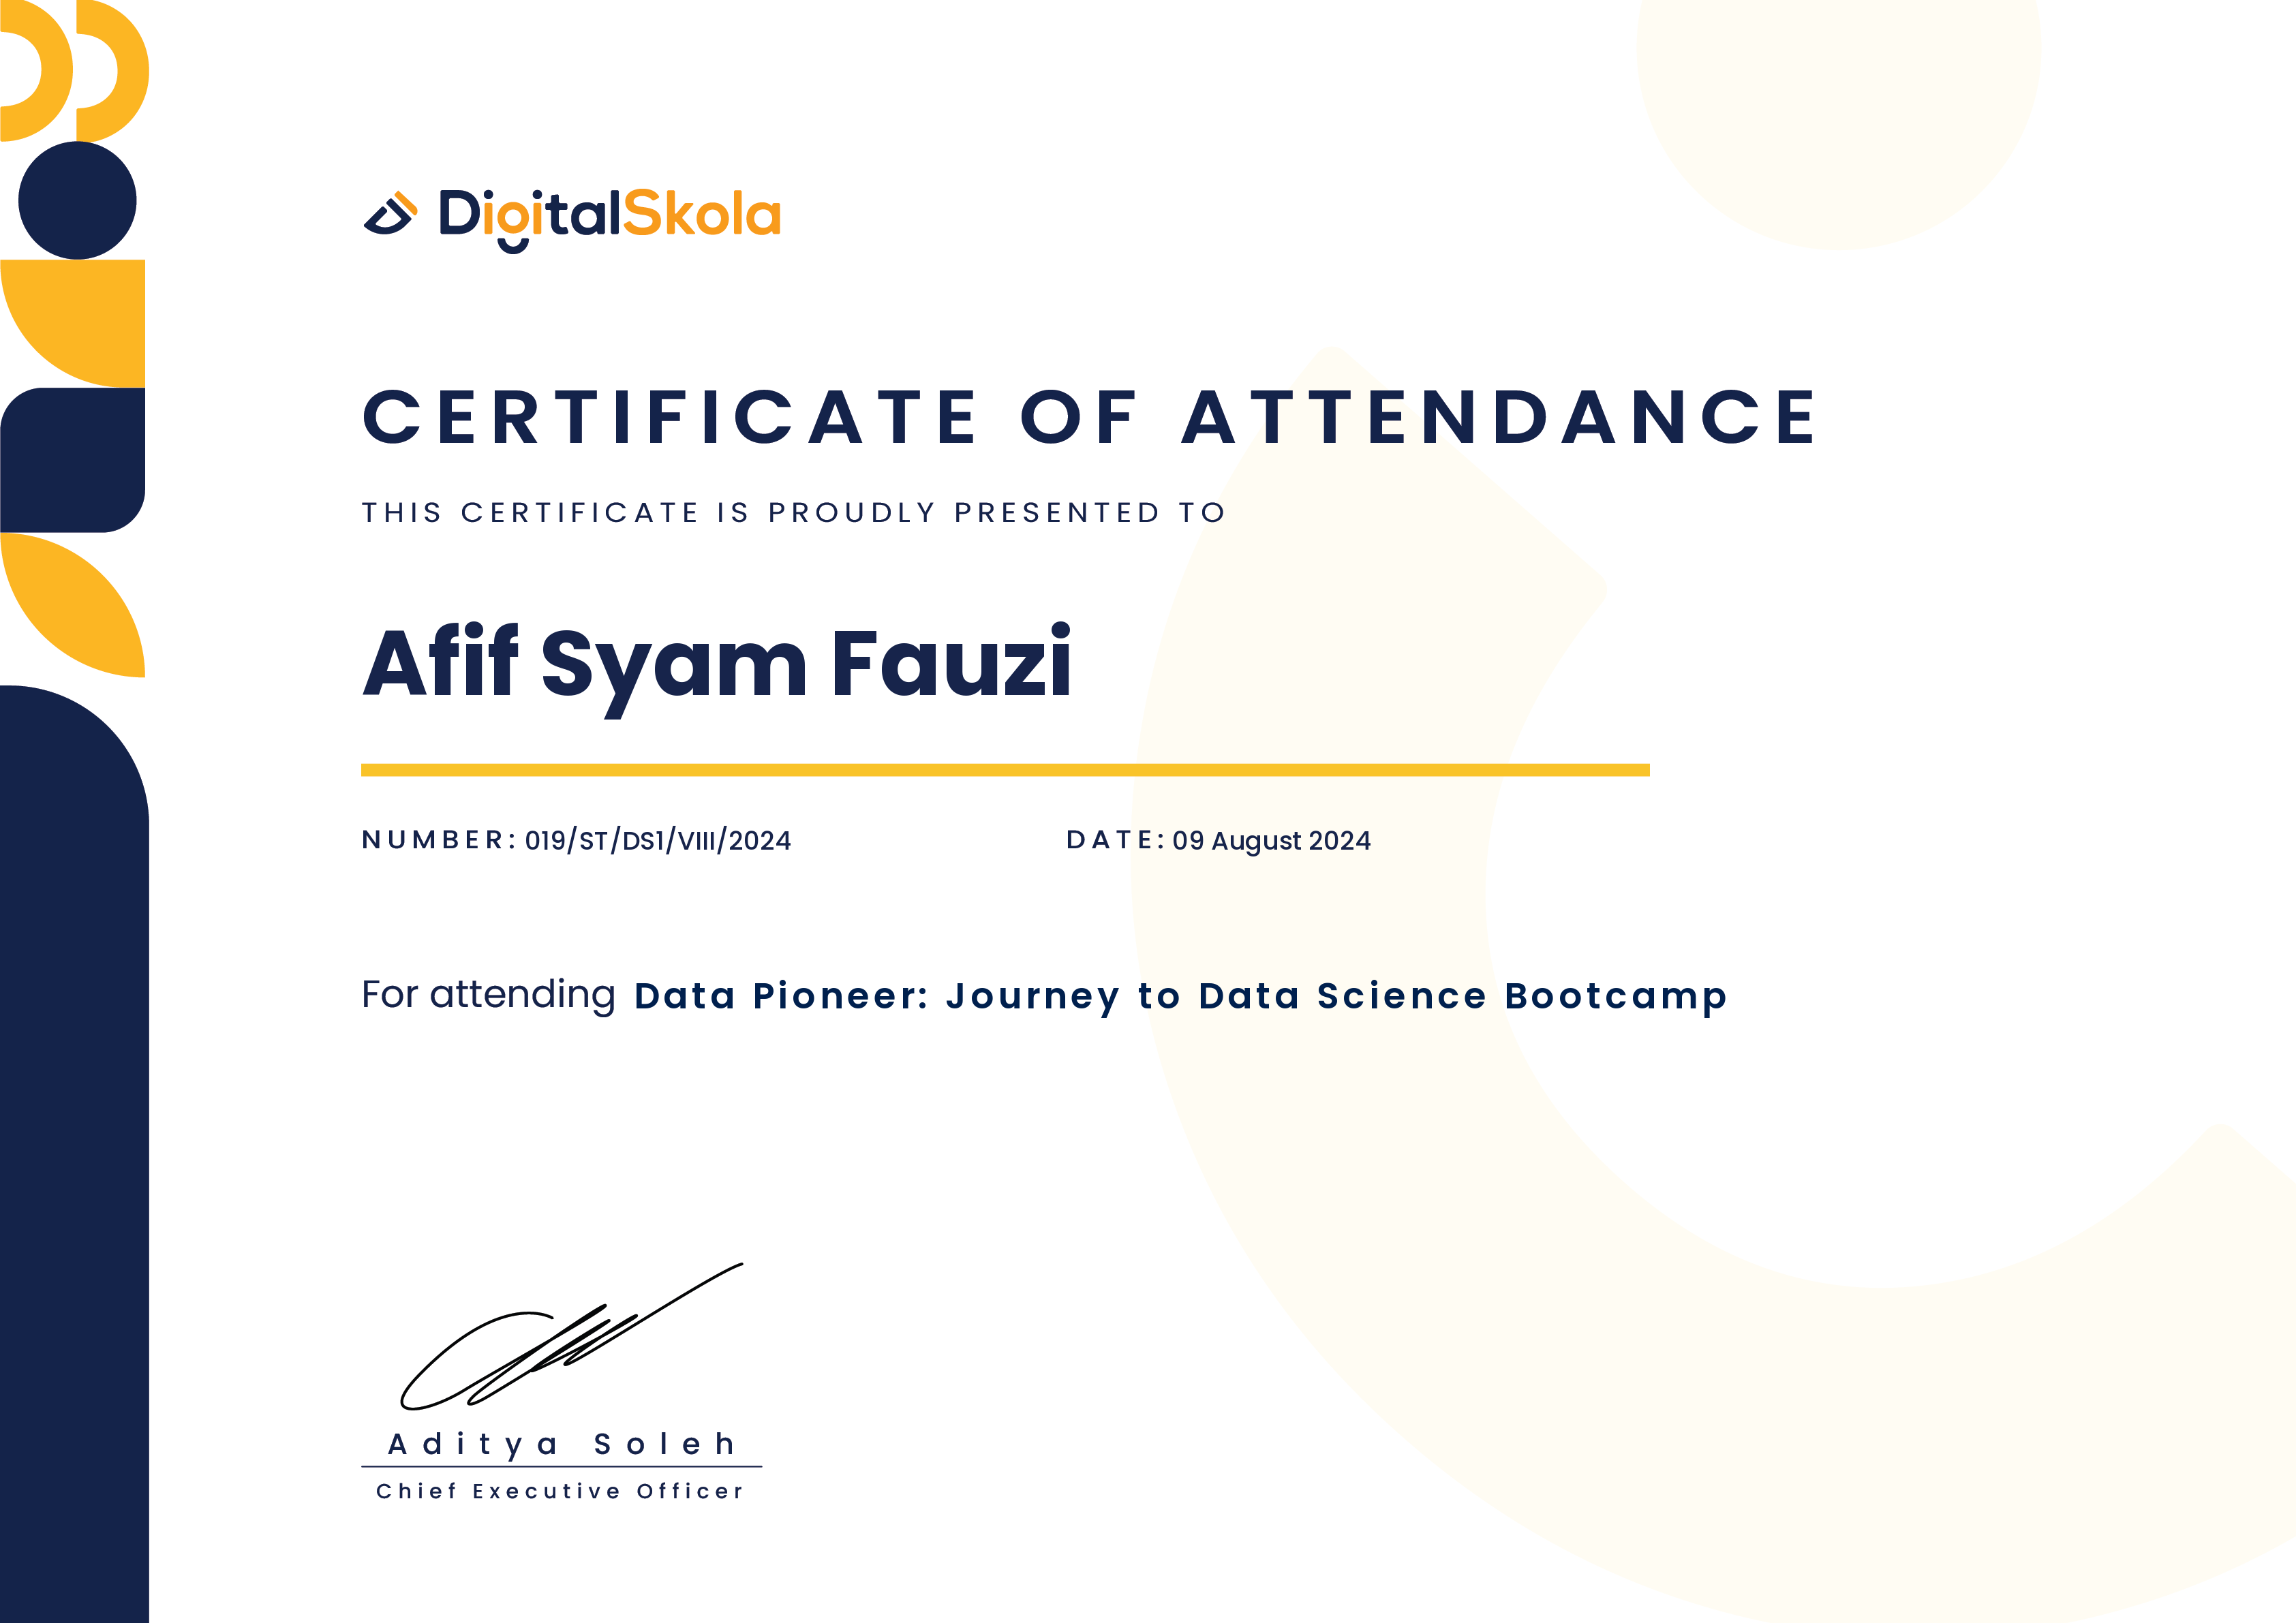 DigitalSkola
CERTIFICATE OF ATTENDANCE
THIS CERTIFICATE IS PROUDLY PRESENTED TO
Afif Syam Fauzi
NUMBER: 019/ST/DS1/VIII/2024 DATE: 09 August 2024
For attending Data Pioneer: Journey to Data Science Bootcamp
Aditya Soleh
Chief Executive Officer